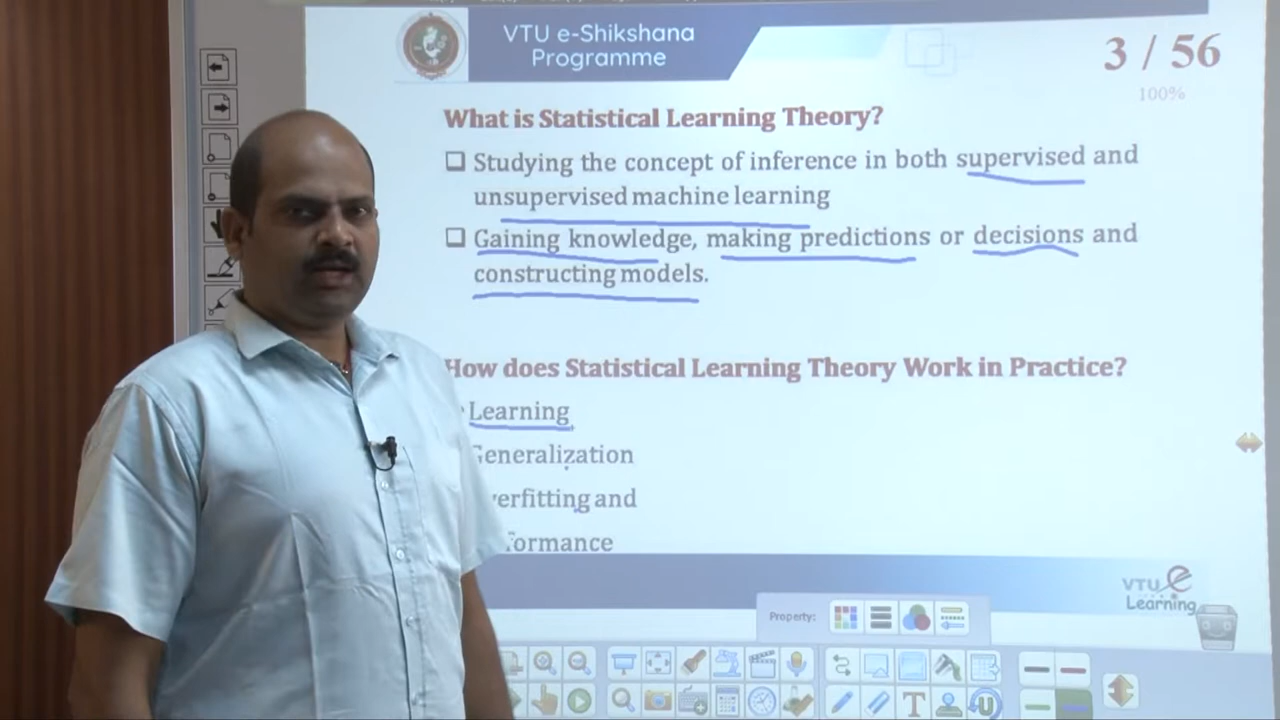 VTU e-Shikshana
Programme
3 / 56
100%
What is Statistical Learning Theory?
Studying the concept of inference in both supervised and
unsupervised machine learning
Gaining knowledge, making predictions or decisions and
constructing models.
How does Statistical Learning Theory Work in Practice?
Learning
Generalization
verfitting and
formance
VTU e
Learning
Property: